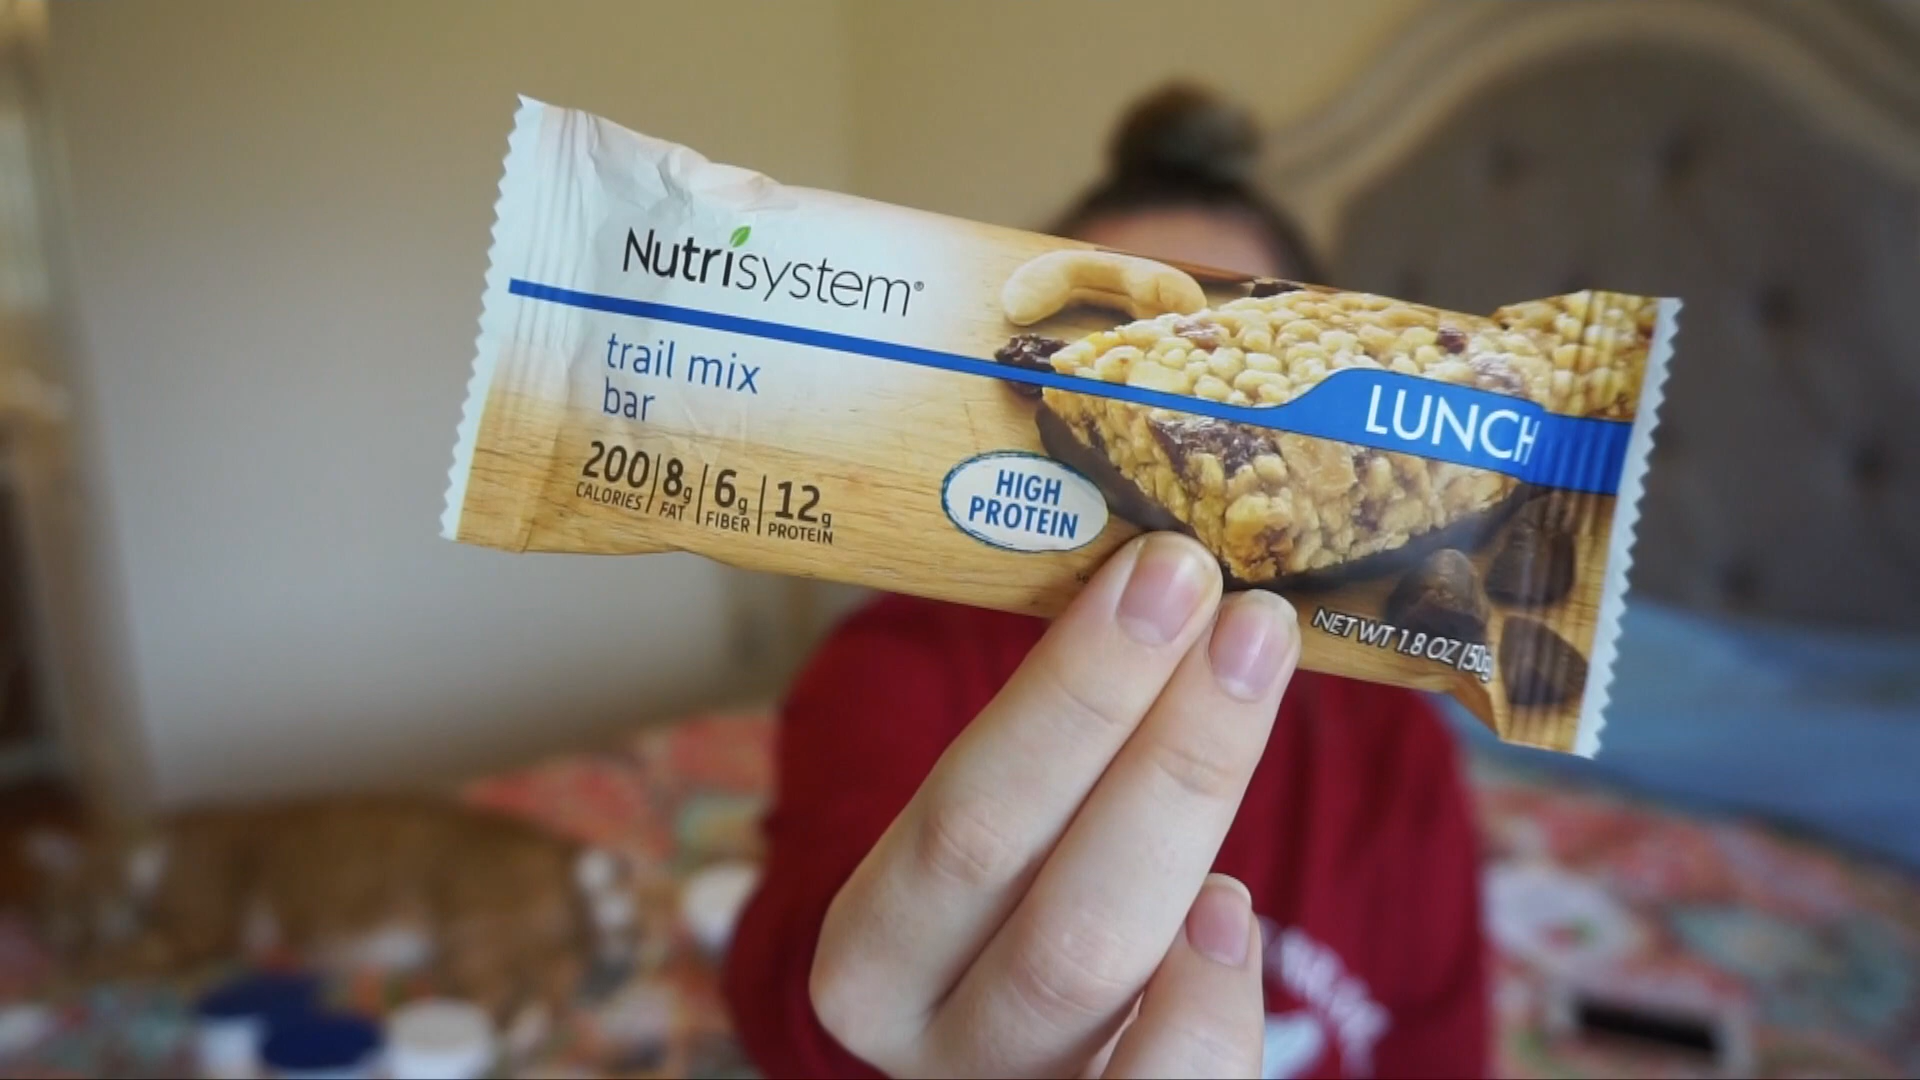 Nutrisystem®
trail mix
bar
200 CALORIES | 8g FAT | 6g FIBER | 12g PROTEIN
HIGH
PROTEIN
LUNCH
NET WT 1.8 OZ (50g